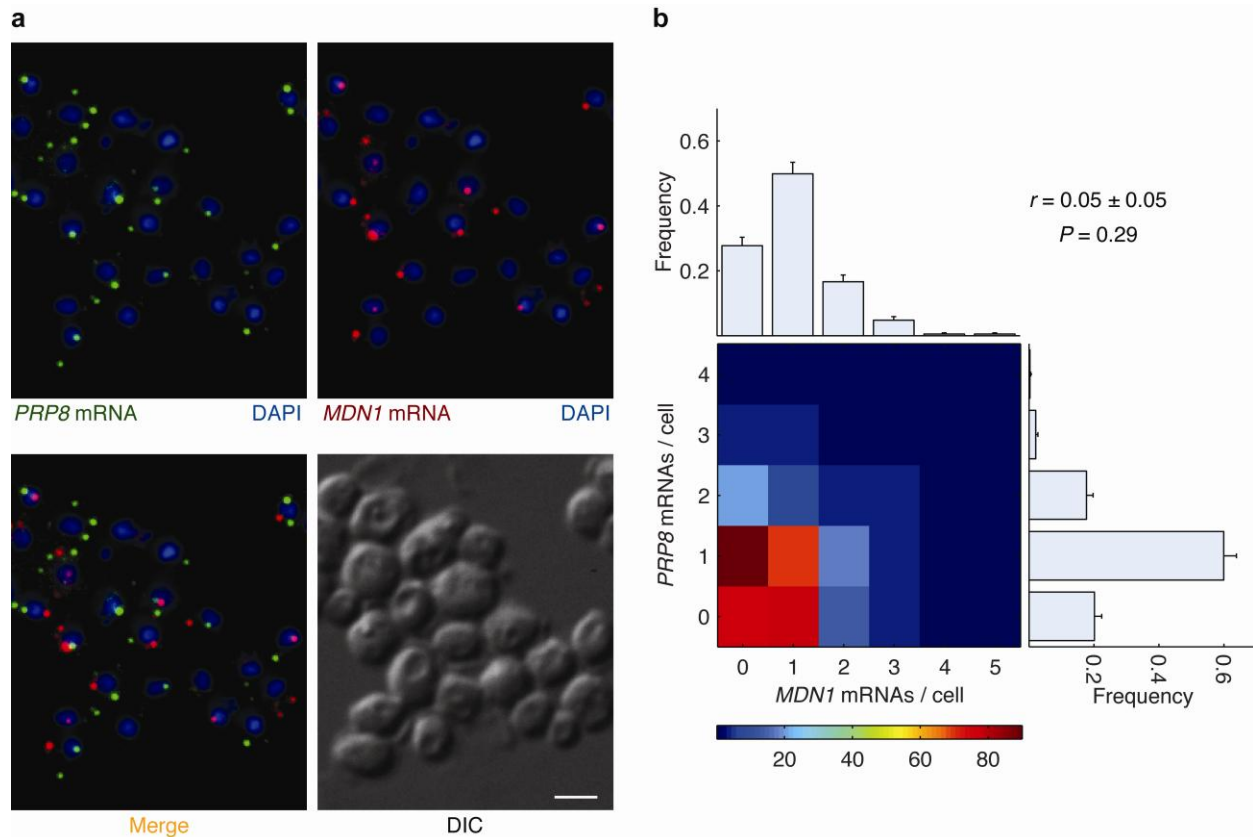 a
PRP8 mRNA DAPI
MDN1 mRNA DAPI
Merge
DIC
b
Frequency
0.6
0.4
0.2
r = 0.05 ± 0.05
P = 0.29
PRP8 mRNAs / cell
4
3
2
1
0
0 1 2 3 4 5
MDN1 mRNAs / cell
0.2 0.4 0.6
Frequency
20 40 60 80